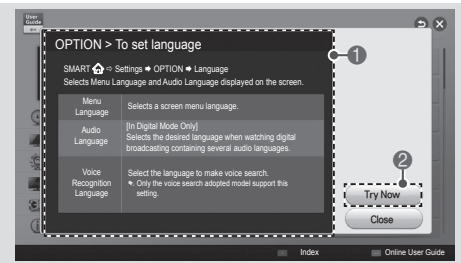 User
Guide
OPTION > To set language
1
SMART ⇨ Settings ➡ OPTION ➡ Language
Selects Menu Language and Audio Language displayed on the screen.
Menu
Language
Selects a screen menu language.
Audio
Language
[In Digital Mode Only]
Selects the desired language when watching digital
broadcasting containing several audio languages.
Voice
Recognition
Language
Select the language to make voice search.
Only the voice search adopted model support this
setting.
2
Try Now
Close
Index
Online User Guide